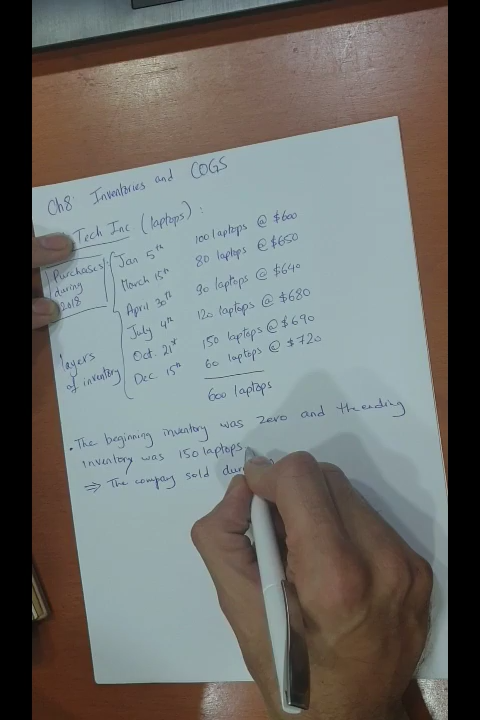 Ch8: Inventories and COGS
Tech Inc (laptops):
Purchases during 2018
layers of inventory
Jan 5th 100 laptops @ $600
March 15th 80 laptops @ $650
April 30th 90 laptops @ $640
July 4th 120 laptops @ $680
Oct. 21st 150 laptops @ $690
Dec. 15th 60 laptops @ $720
600 laptops
• The beginning inventory was zero and the ending
inventory was 150 laptops.
⇒ The company sold